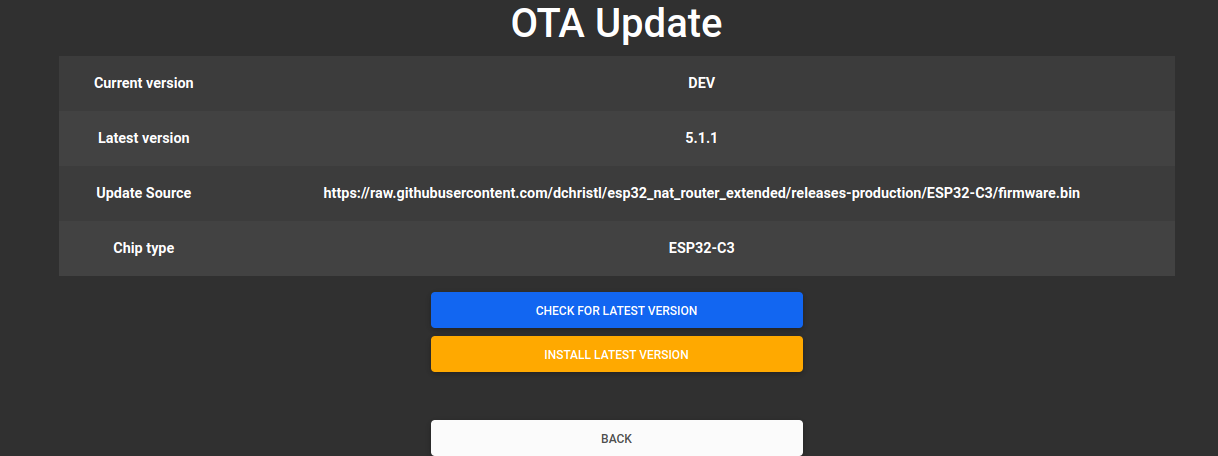 OTA Update
Current version DEV
Latest version 5.1.1
Update Source https://raw.githubusercontent.com/dchristl/esp32_nat_router_extended/releases-production/ESP32-C3/firmware.bin
Chip type ESP32-C3
CHECK FOR LATEST VERSION
INSTALL LATEST VERSION
BACK